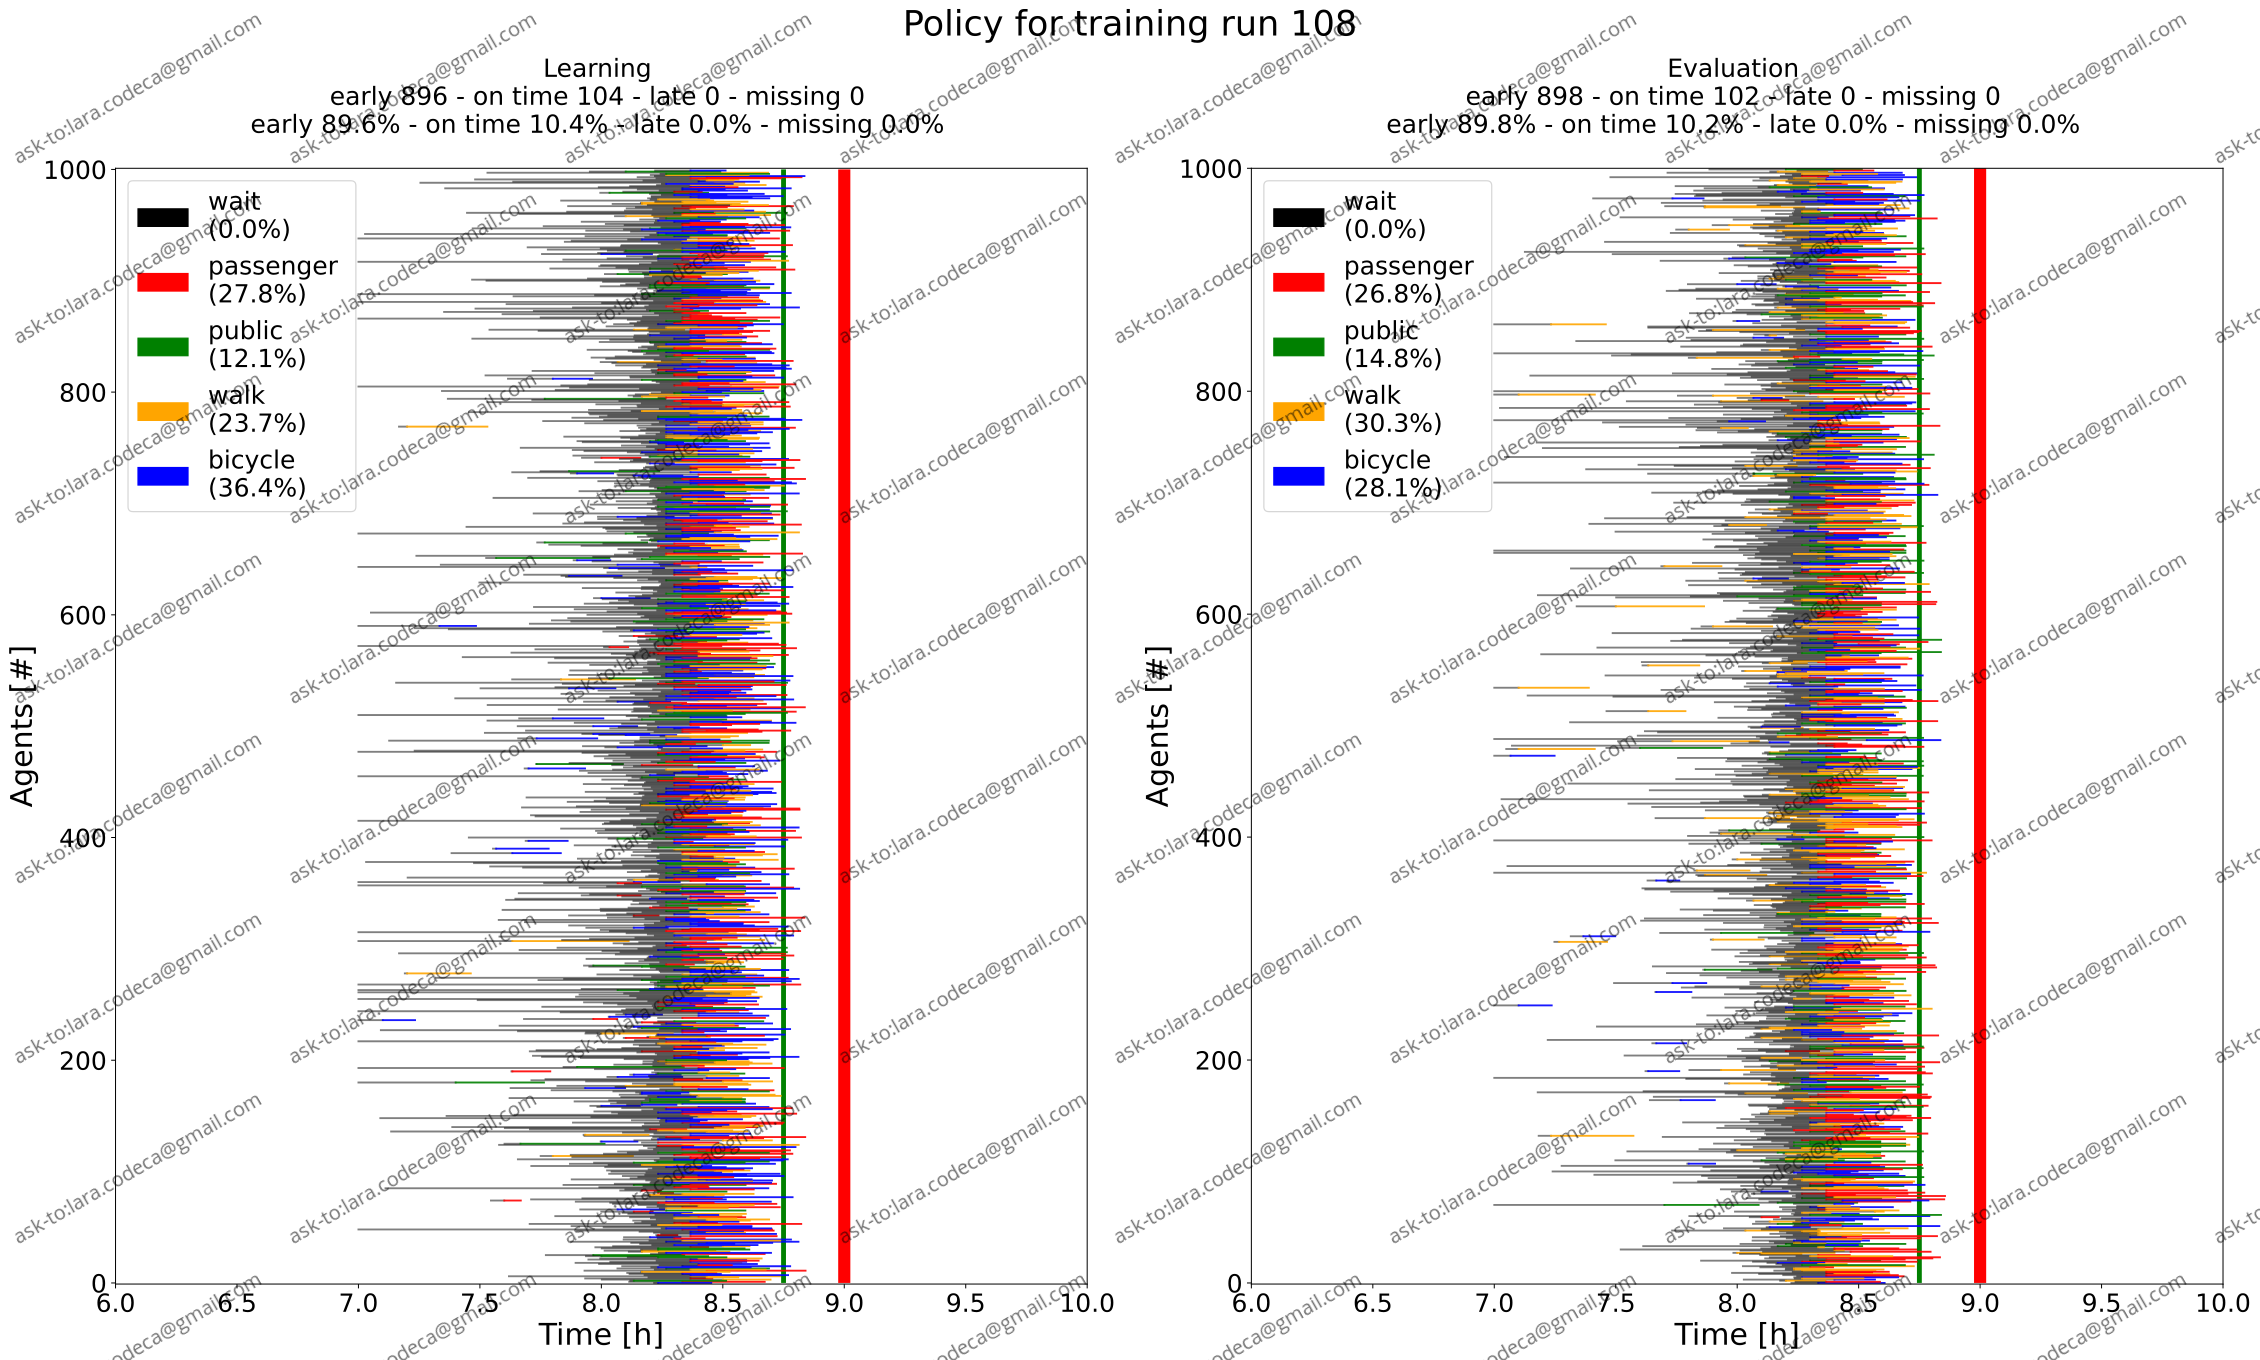 Policy for training run 108
Learning
early 896 - on time 104 - late 0 - missing 0
early 89.6% - on time 10.4% - late 0.0% - missing 0.0%
1000
800
600
400
200
0
Agents [#]
wait
(0.0%)
passenger
(27.8%)
public
(12.1%)
walk
(23.7%)
bicycle
(36.4%)
6.0 6.5 7.0 7.5 8.0 8.5 9.0 9.5 10.0
Time [h]
Evaluation
early 898 - on time 102 - late 0 - missing 0
early 89.8% - on time 10.2% - late 0.0% - missing 0.0%
1000
800
600
400
200
0
Agents [#]
wait
(0.0%)
passenger
(26.8%)
public
(14.8%)
walk
(30.3%)
bicycle
(28.1%)
6.0 6.5 7.0 7.5 8.0 8.5 9.0 9.5 10.0
Time [h]
ask-to:lara.codeca@gmail.com